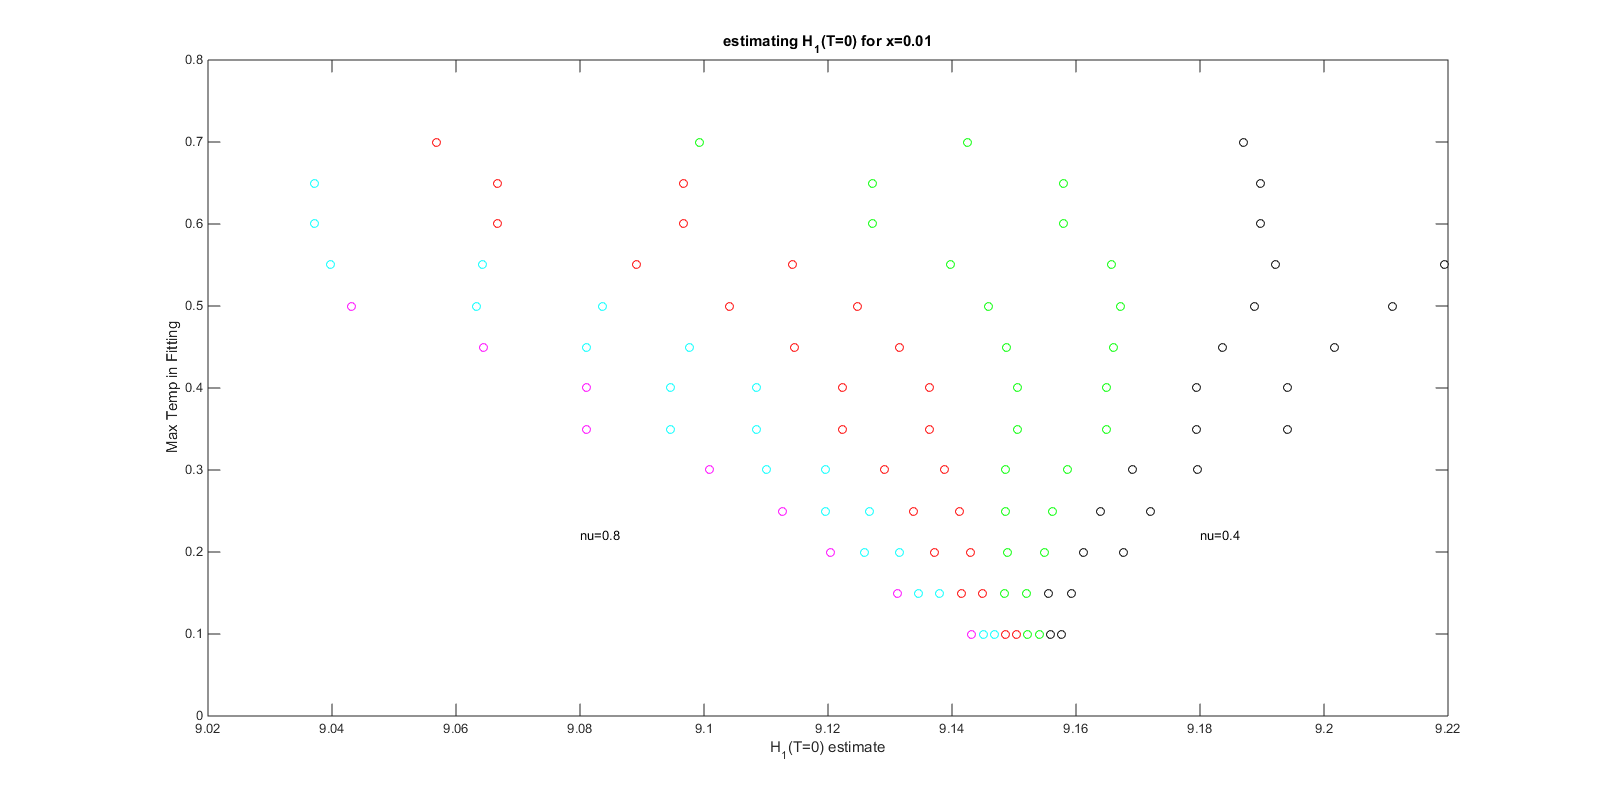 estimating H₁(T=0) for x=0.01
0.8
0.7
0.6
0.5
0.4
0.3
0.2
0.1
0
Max Temp in Fitting
nu=0.8
nu=0.4
9.02 9.04 9.06 9.08 9.1 9.12 9.14 9.16 9.18 9.2 9.22
H₁(T=0) estimate